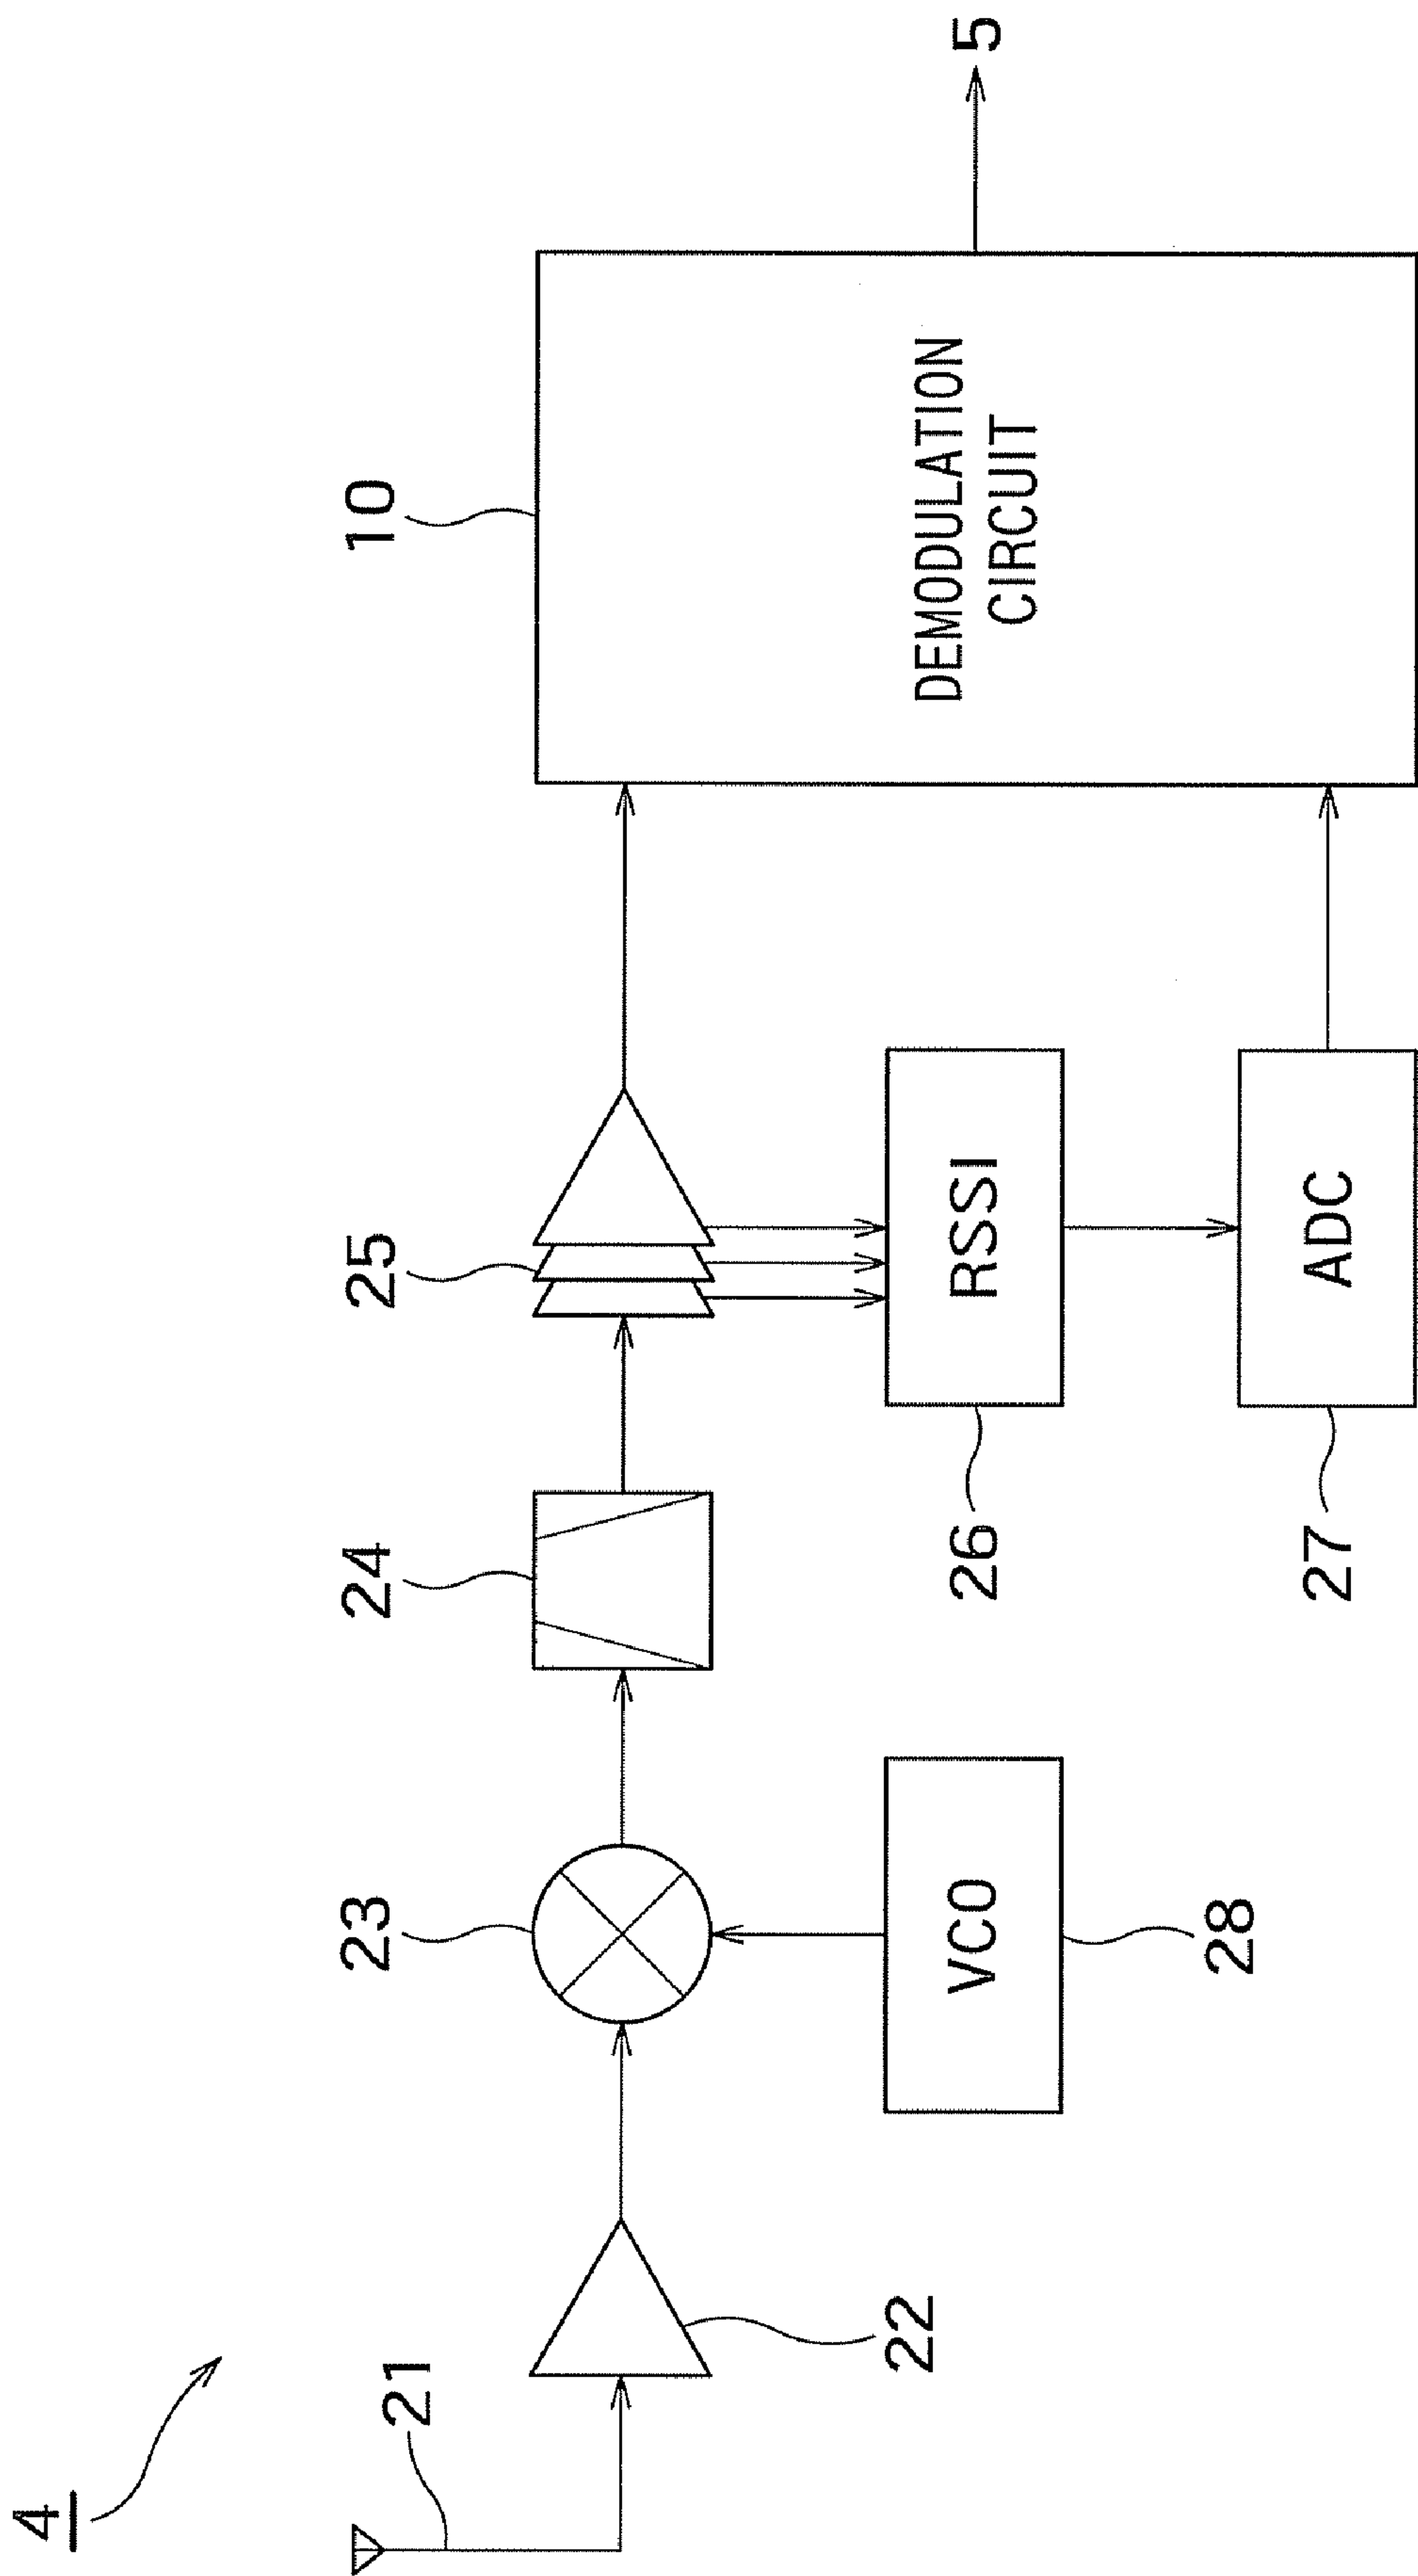 4
21
22
23
24
25
10
DEMODULATION
CIRCUIT
5
VCO
28
RSSI
26
ADC
27